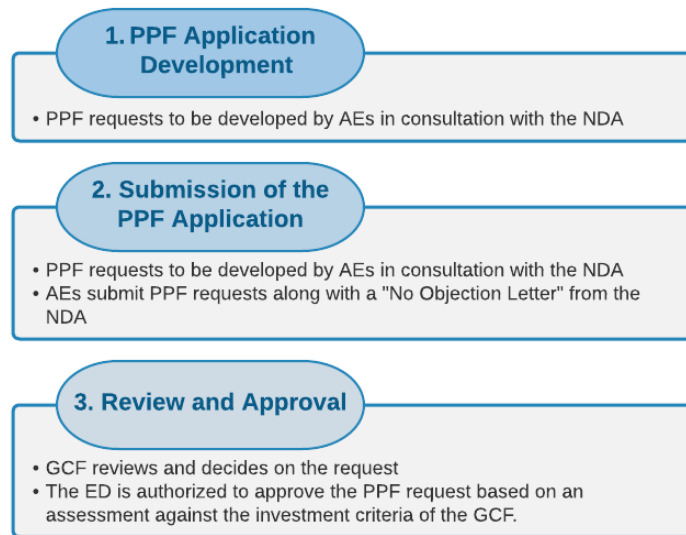 1. PPF Application
Development
• PPF requests to be developed by AEs in consultation with the NDA
2. Submission of the
PPF Application
• PPF requests to be developed by AEs in consultation with the NDA
• AEs submit PPF requests along with a "No Objection Letter" from the
NDA
3. Review and Approval
• GCF reviews and decides on the request
• The ED is authorized to approve the PPF request based on an
assessment against the investment criteria of the GCF.